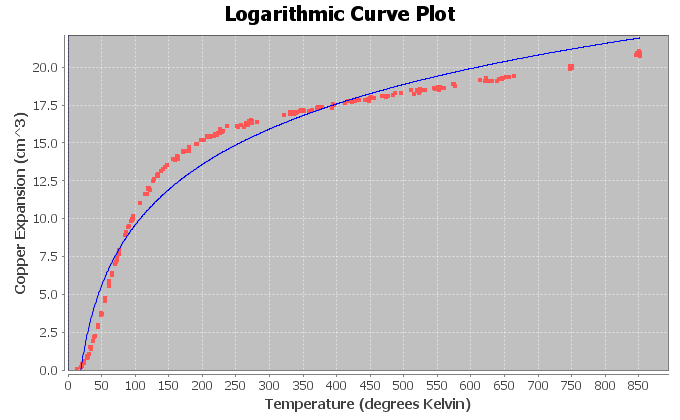 Logarithmic Curve Plot
Copper Expansion (cm^3)
20.0
17.5
15.0
12.5
10.0
7.5
5.0
2.5
0.0
0 50 100 150 200 250 300 350 400 450 500 550 600 650 700 750 800 850
Temperature (degrees Kelvin)